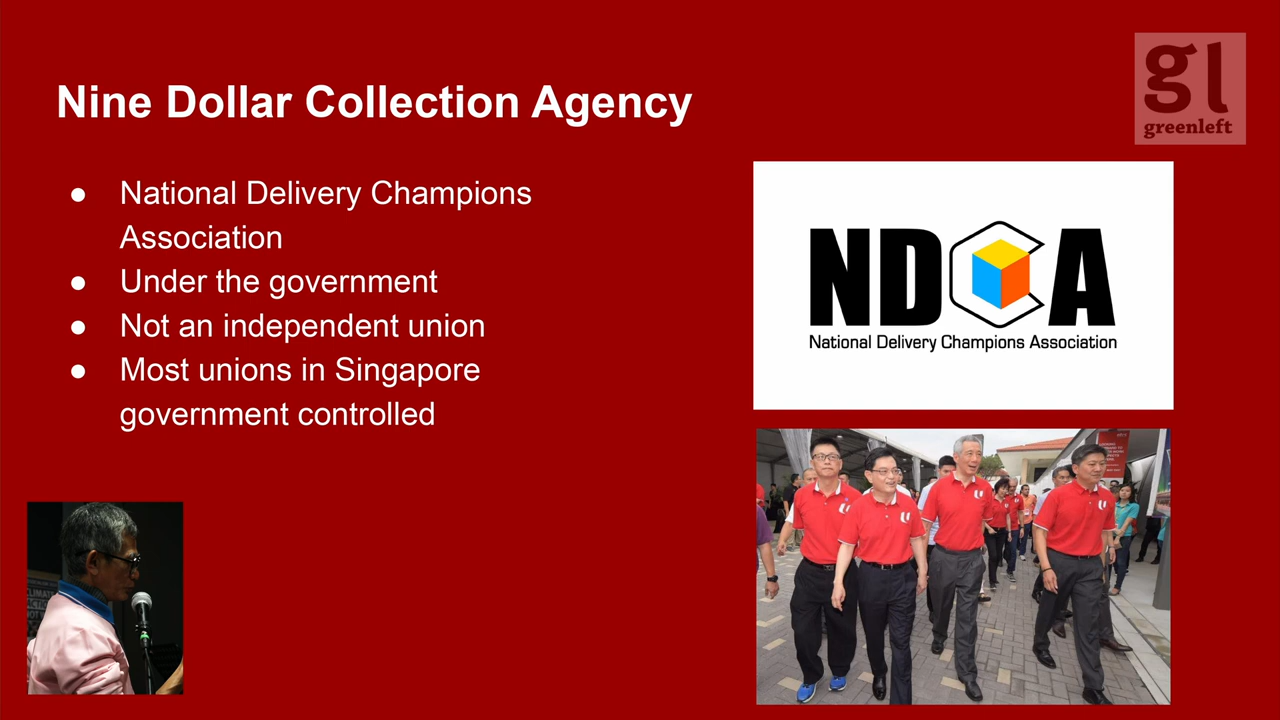 Nine Dollar Collection Agency
gl
greenleft
● National Delivery Champions
Association
● Under the government
● Not an independent union
● Most unions in Singapore
government controlled
NDCA
National Delivery Champions Association